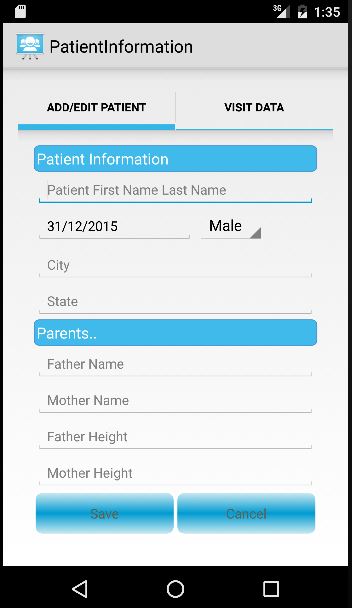 3G 1:35
PatientInformation
ADD/EDIT PATIENT VISIT DATA
Patient Information
Patient First Name Last Name
31/12/2015 Male
City
State
Parents..
Father Name
Mother Name
Father Height
Mother Height
Save Cancel